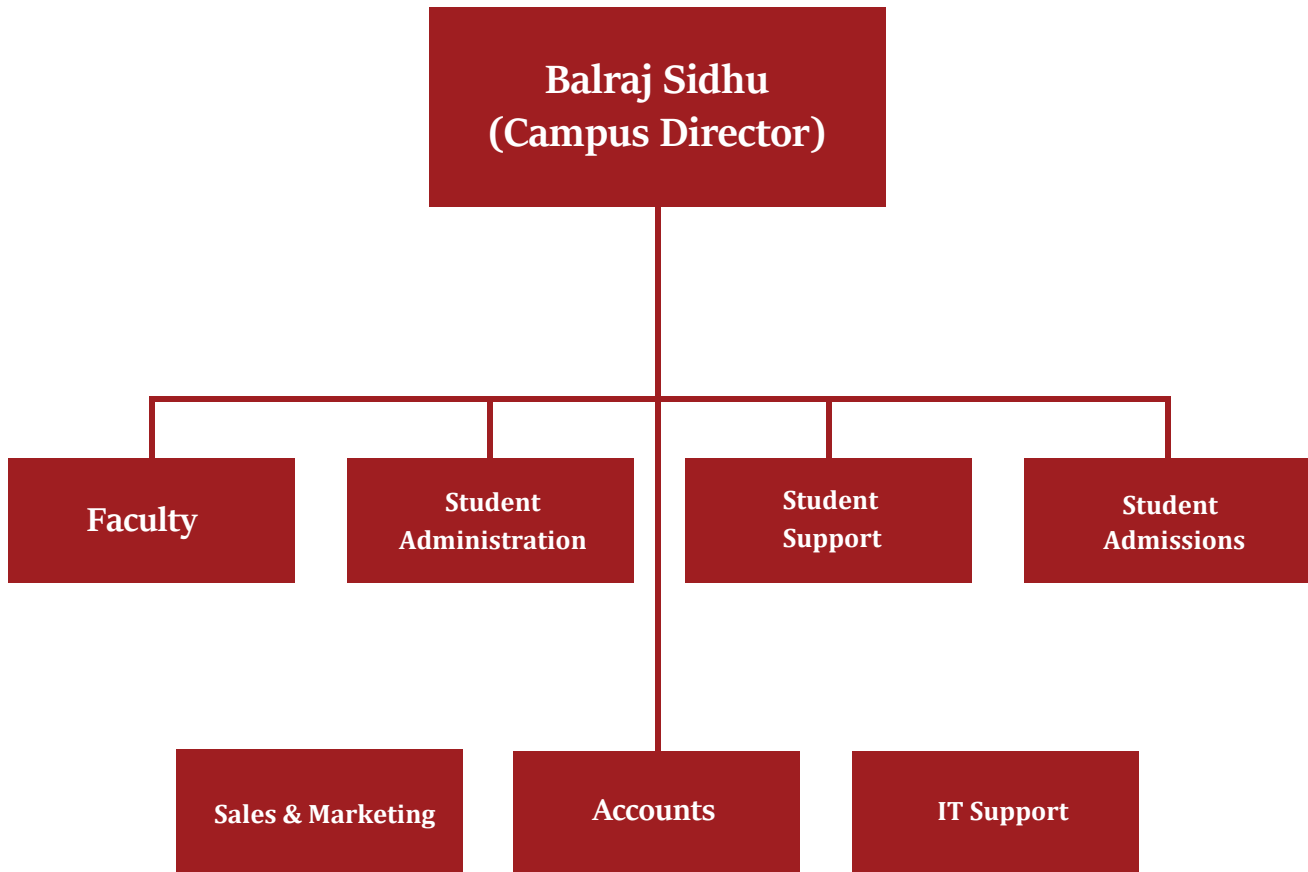 Balraj Sidhu
(Campus Director)
Faculty
Student
Administration
Student
Support
Student
Admissions
Sales & Marketing
Accounts
IT Support